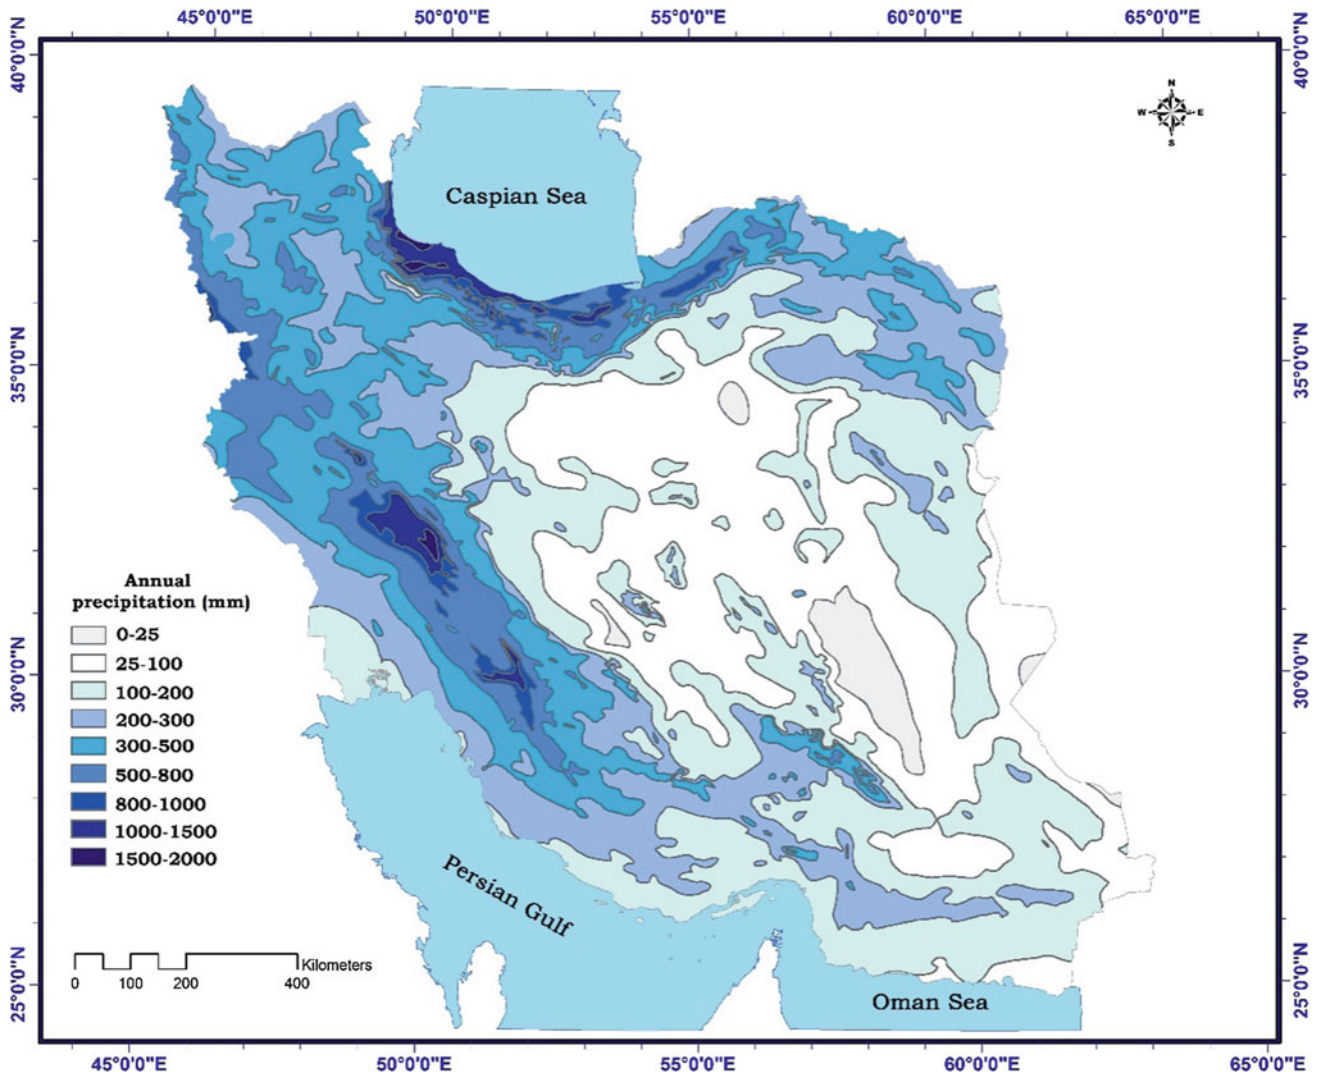 45°0'0"E 50°0'0"E 55°0'0"E 60°0'0"E 65°0'0"E
40°0'0"N
40°0'0"N
N
W E
S
Caspian Sea
35°0'0"N
35°0'0"N
Annual
precipitation (mm)
0-25
25-100
100-200
200-300
300-500
500-800
800-1000
1000-1500
1500-2000
30°0'0"N
30°0'0"N
Persian Gulf
Kilometers
0 100 200 400
25°0'0"N
25°0'0"N
Oman Sea
45°0'0"E 50°0'0"E 55°0'0"E 60°0'0"E 65°0'0"E